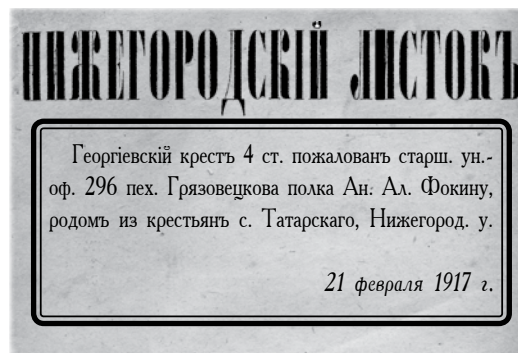 НИЖЕГОРОДСКІЙ ЛИСТОКЪ
Георгіевскій крестъ 4 ст. пожалованъ старш. ун.-
оф. 296 пех. Грязовецкова полка Ан. Ал. Фокину,
родомъ из крестьянъ с. Татарскаго, Нижегород. у.
21 февраля 1917 г.